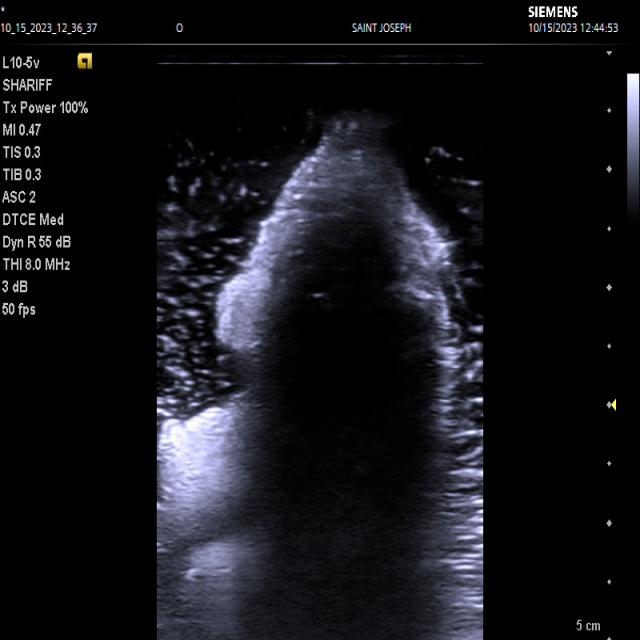 *
SIEMENS
10_15_2023_12_36_37 O SAINT JOSEPH 10/15/2023 12:44:53
L10-5v
SHARIFF
Tx Power 100%
MI 0.47
TIS 0.3
TIB 0.3
ASC 2
DTCE Med
Dyn R 55 dB
THI 8.0 MHz
3 dB
50 fps
5 cm